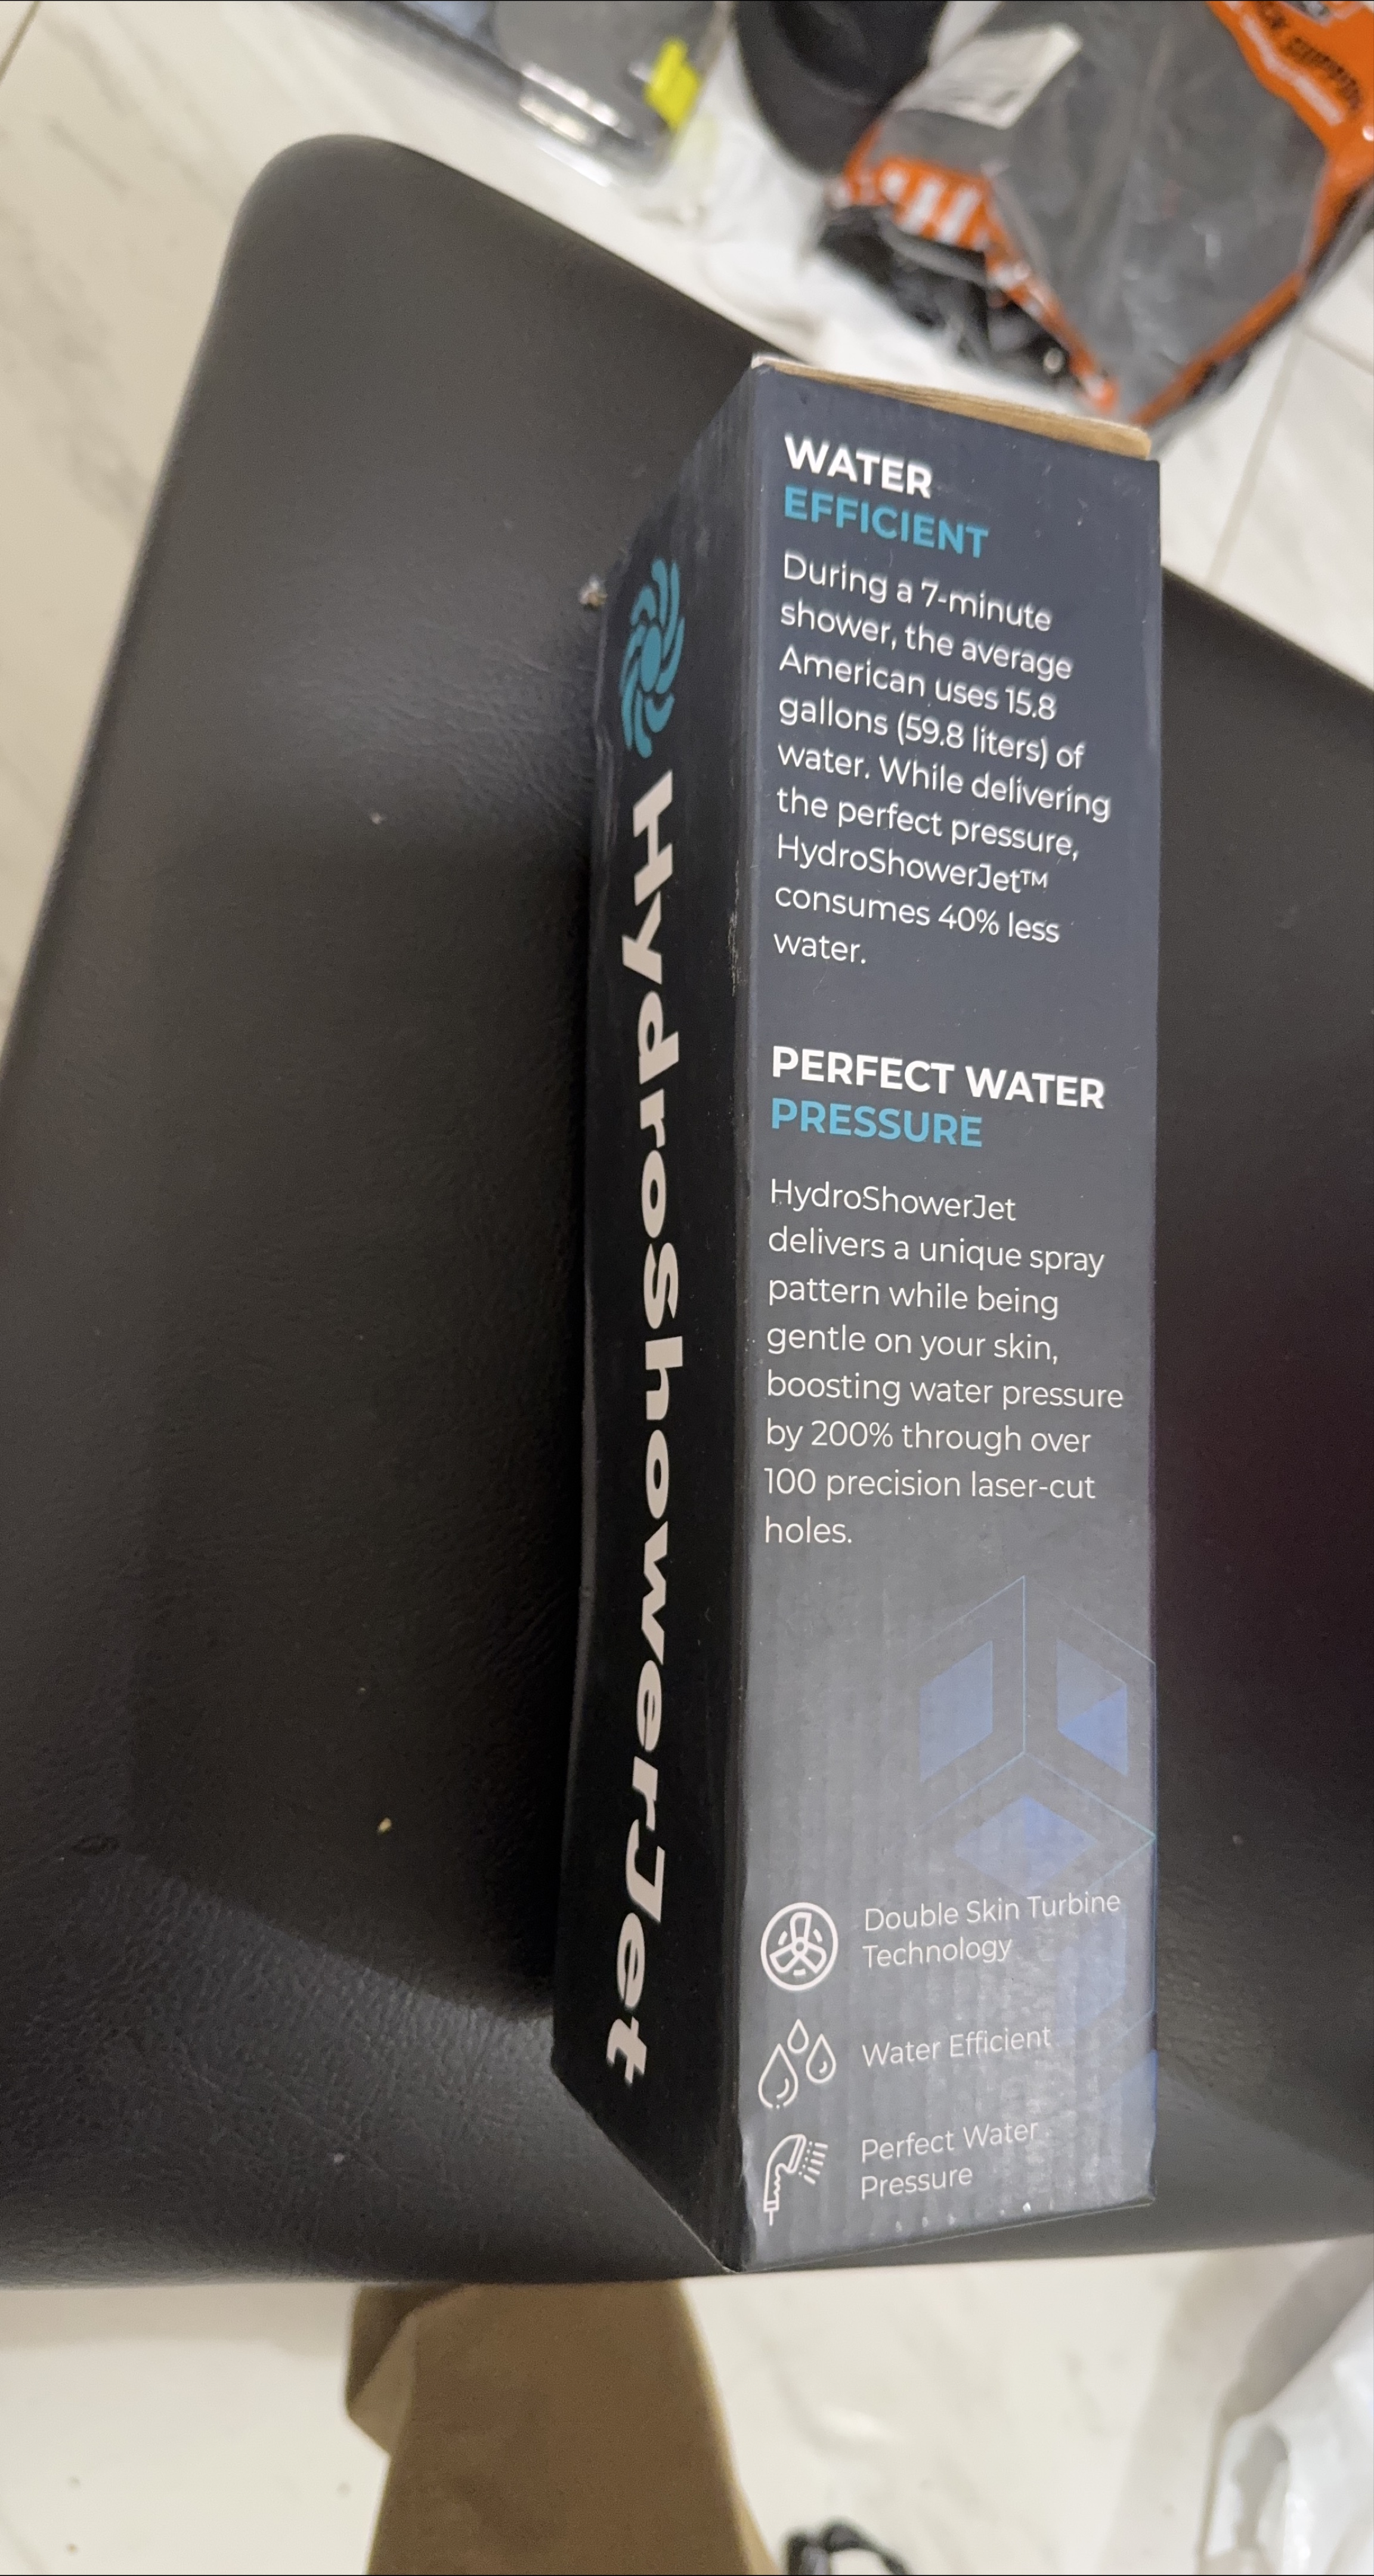 WATER
EFFICIENT
During a 7-minute
shower, the average
American uses 15.8
gallons (59.8 liters) of
water. While delivering
the perfect pressure,
HydroShowerJet™
consumes 40% less
water.
PERFECT WATER
PRESSURE
HydroShowerJet
delivers a unique spray
pattern while being
gentle on your skin,
boosting water pressure
by 200% through over
100 precision laser-cut
holes.
Double Skin Turbine
Technology
Water Efficient
Perfect Water
Pressure
HydroShowerJet
SUPPORT